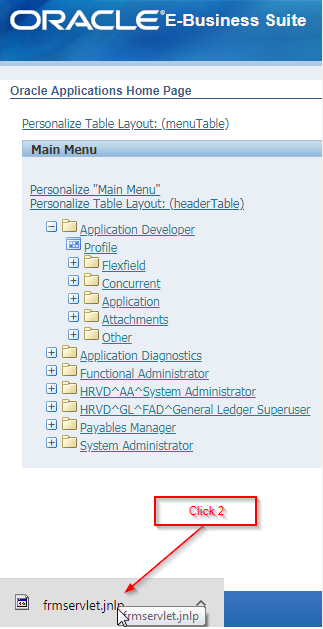 ORACLE® E-Business Suite
Oracle Applications Home Page
Personalize Table Layout: (menuTable)
Main Menu
Personalize "Main Menu"
Personalize Table Layout: (headerTable)
Application Developer
Profile
Flexfield
Concurrent
Application
Attachments
Other
Application Diagnostics
Functional Administrator
HRVD^AA^System Administrator
HRVD^GL^FAD^General Ledger Superuser
Payables Manager
System Administrator
Click 2
frmservlet.jnlp
frmservlet.jnlp